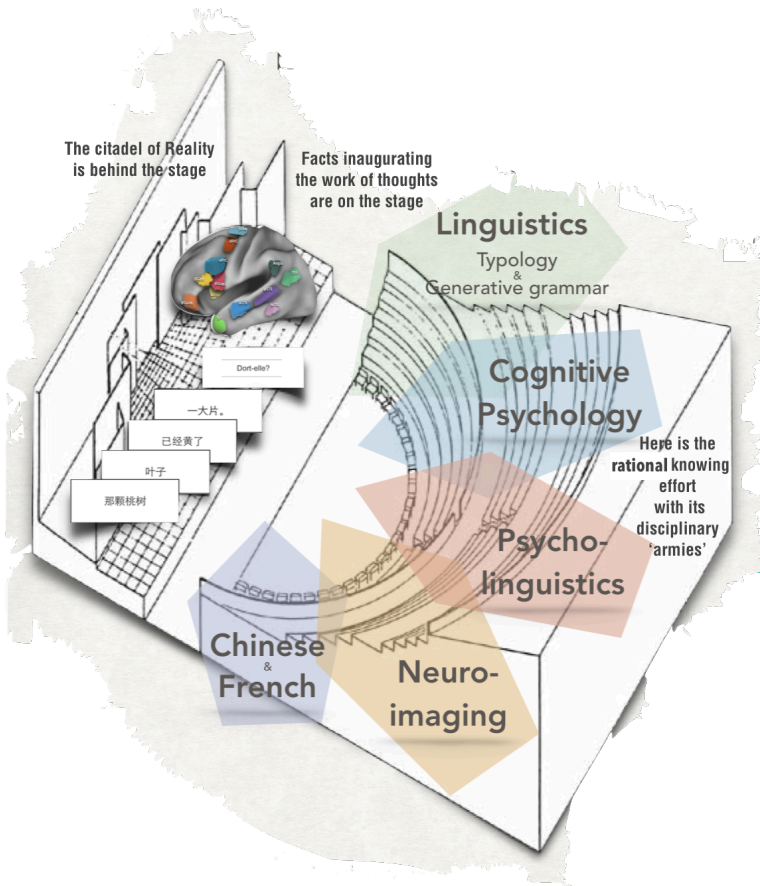 The citadel of Reality
is behind the stage
Facts inaugurating
the work of thoughts
are on the stage
Linguistics
Typology
&
Generative grammar
Cognitive
Psychology
Here is the
rational knowing
effort
with its
disciplinary
‘armies’
Psycho-
linguistics
Neuro-
imaging
Chinese
&
French
Dort-elle?
一大片。
已经黄了
叶子
那颗桃树